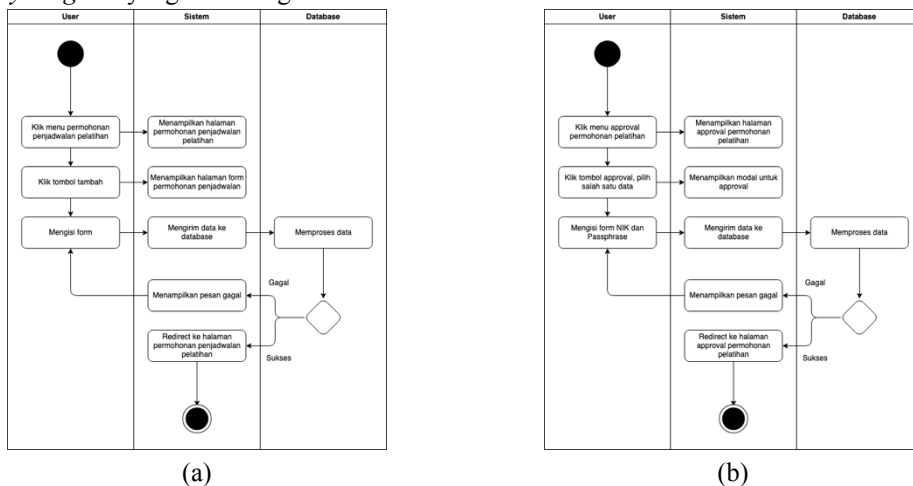 User Sistem Database
Klik menu permohonan
penjadwalan pelatihan
Menampilkan halaman
permohonan penjadwalan
pelatihan
Klik tombol tambah
Menampilkan halaman form
permohonan penjadwalan
Mengisi form
Mengirim data ke
database
Memproses data
Gagal
Menampilkan pesan gagal
Redirect ke halaman
permohonan penjadwalan
pelatihan
Sukses
(a)
User Sistem Database
Klik menu approval
permohonan pelatihan
Menampilkan halaman
approval permohonan
pelatihan
Klik tombol approval, pilih
salah satu data
Menampilkan modal untuk
approval
Mengisi form NIK dan
Passphrase
Mengirim data ke
database
Memproses data
Gagal
Menampilkan pesan gagal
Redirect ke halaman
approval permohonan
pelatihan
Sukses
(b)